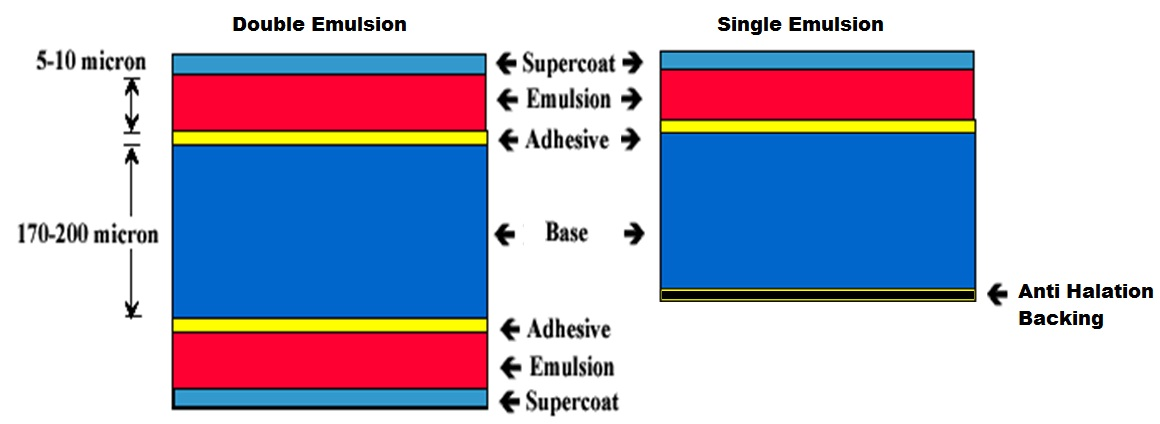 Double Emulsion
Single Emulsion
5-10 micron
Supercoat
Emulsion
Adhesive
170-200 micron
Base
Anti Halation
Backing
Adhesive
Emulsion
Supercoat